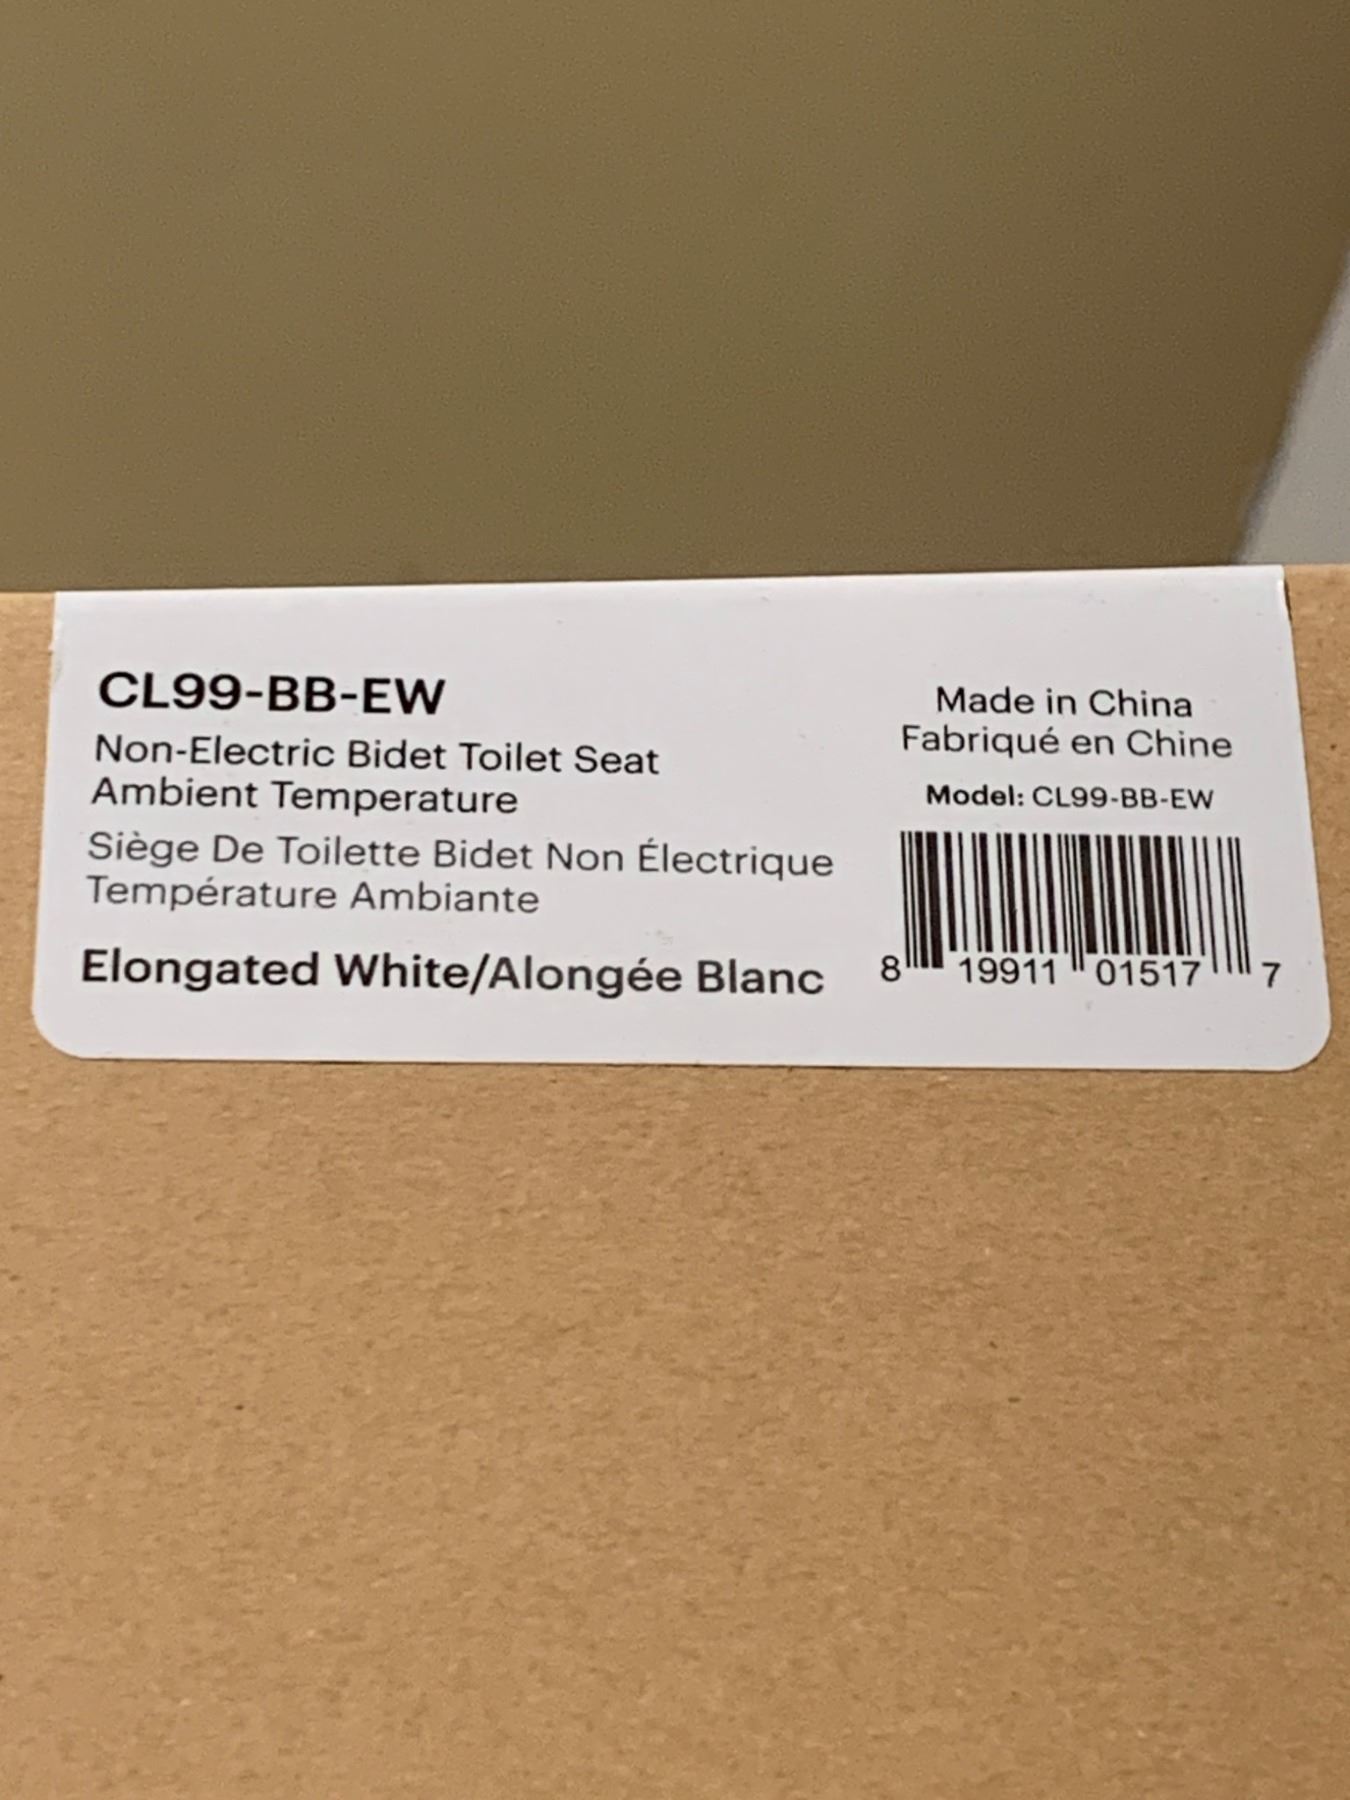 CL99-BB-EW
Non-Electric Bidet Toilet Seat
Ambient Temperature
Siège De Toilette Bidet Non Électrique
Température Ambiante
Elongated White/Alongée Blanc
Made in China
Fabriqué en Chine
Model: CL99-BB-EW
8 19911 01517 7